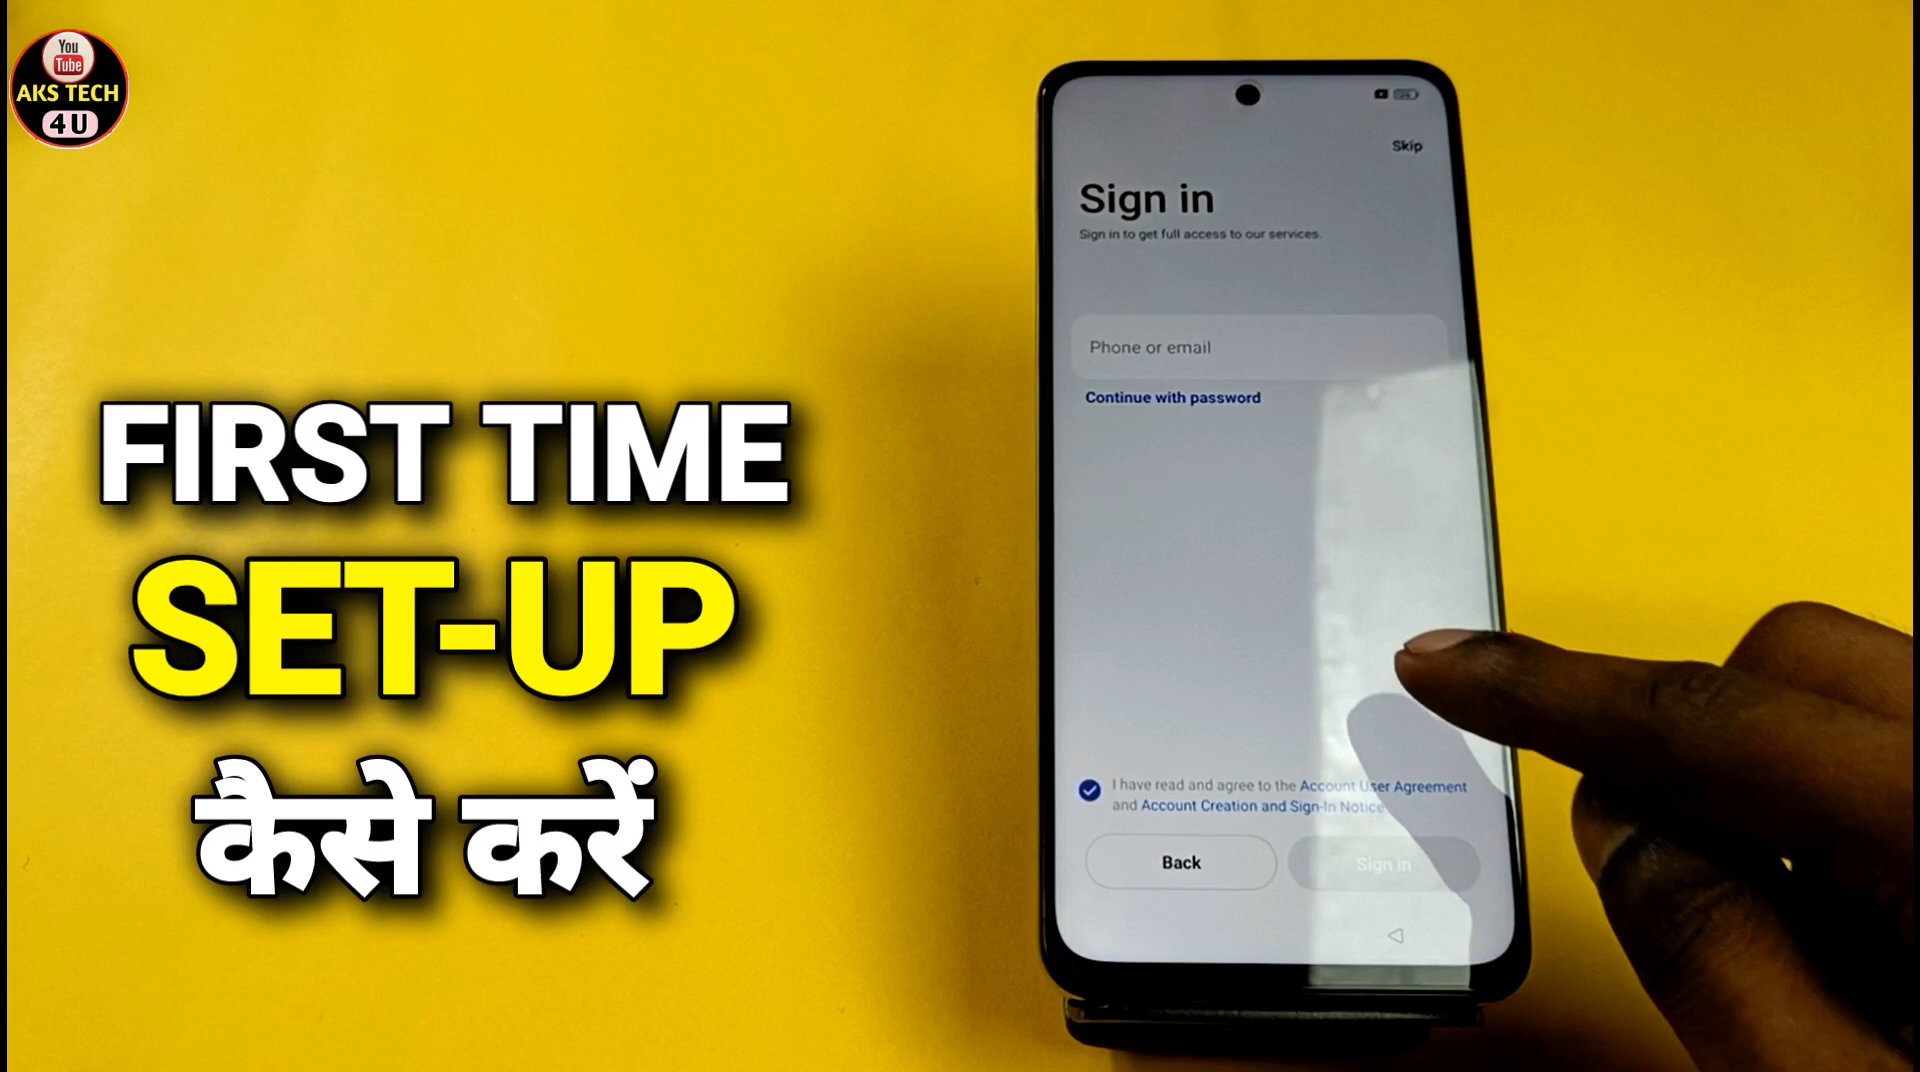 You
Tube
AKS TECH
4 U
FIRST TIME
SET-UP
कैसे करें
Skip
Sign in
Sign in to get full access to our services.
Phone or email
Continue with password
I have read and agree to the Account User Agreement
and Account Creation and Sign-In Notice
Back
Sign in